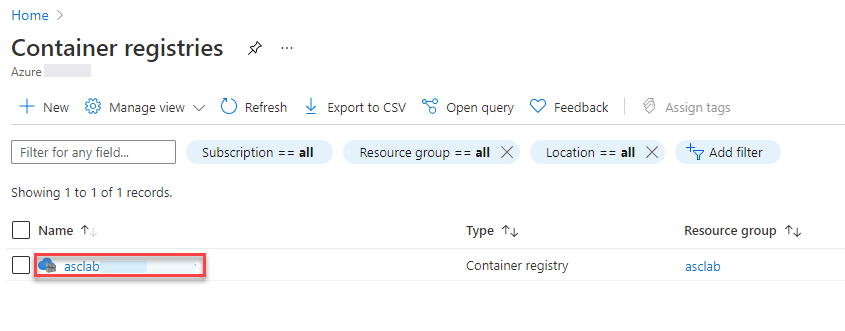 Home
Container registries
Azure
New Manage view Refresh Export to CSV Open query Feedback Assign tags
Filter for any field... Subscription == all Resource group == all Location == all Add filter
Showing 1 to 1 of 1 records.
Name Type Resource group
asclab Container registry asclab